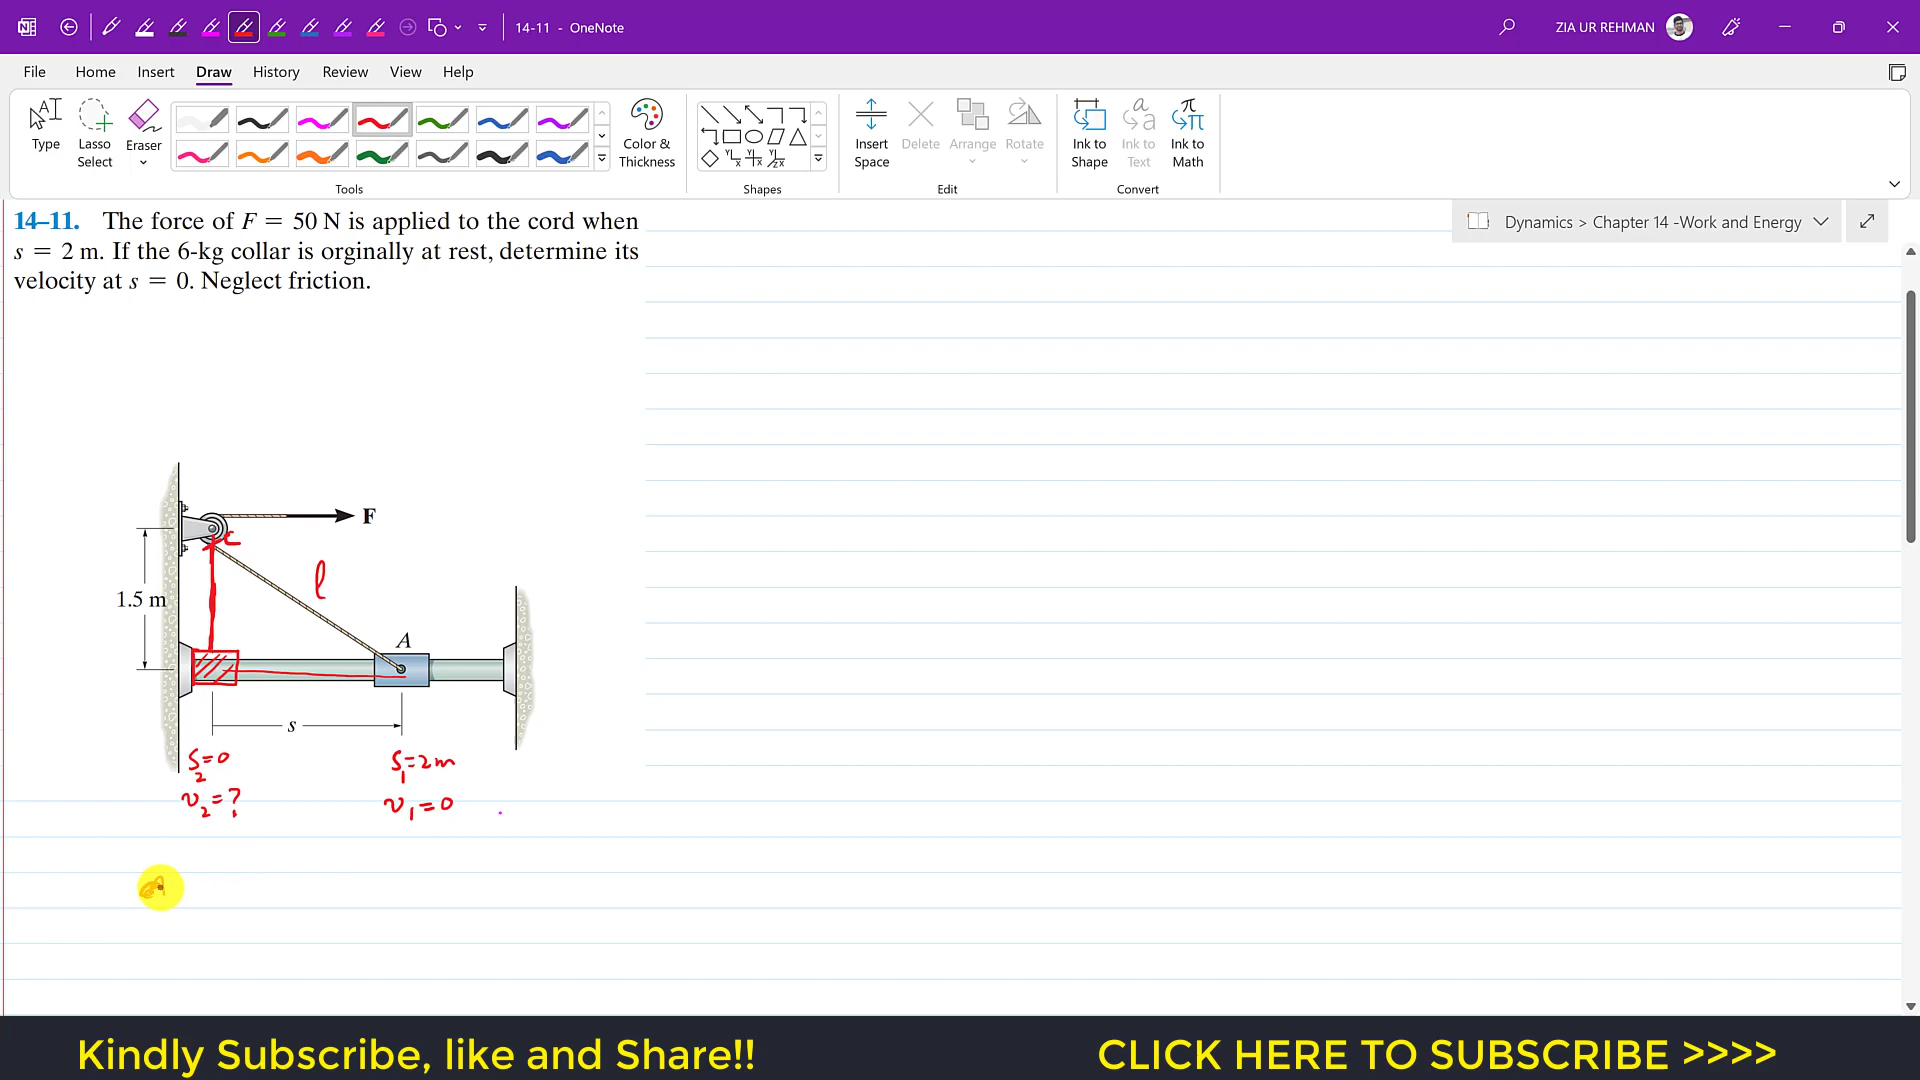 14-11 - OneNote
ZIA UR REHMAN
File Home Insert Draw History Review View Help
Type
Lasso Select
Eraser
Color & Thickness
Insert Space
Delete
Arrange
Rotate
Ink to Shape
Ink to Text
Ink to Math
Tools
Shapes
Edit
Convert
14–11. The force of F = 50 N is applied to the cord when
s = 2 m. If the 6-kg collar is orginally at rest, determine its
velocity at s = 0. Neglect friction.
Dynamics > Chapter 14 -Work and Energy
F
C
l
1.5 m
A
s
S₂=0
S₁=2m
v₂=?
v₁=0
Kindly Subscribe, like and Share!!
CLICK HERE TO SUBSCRIBE >>>>